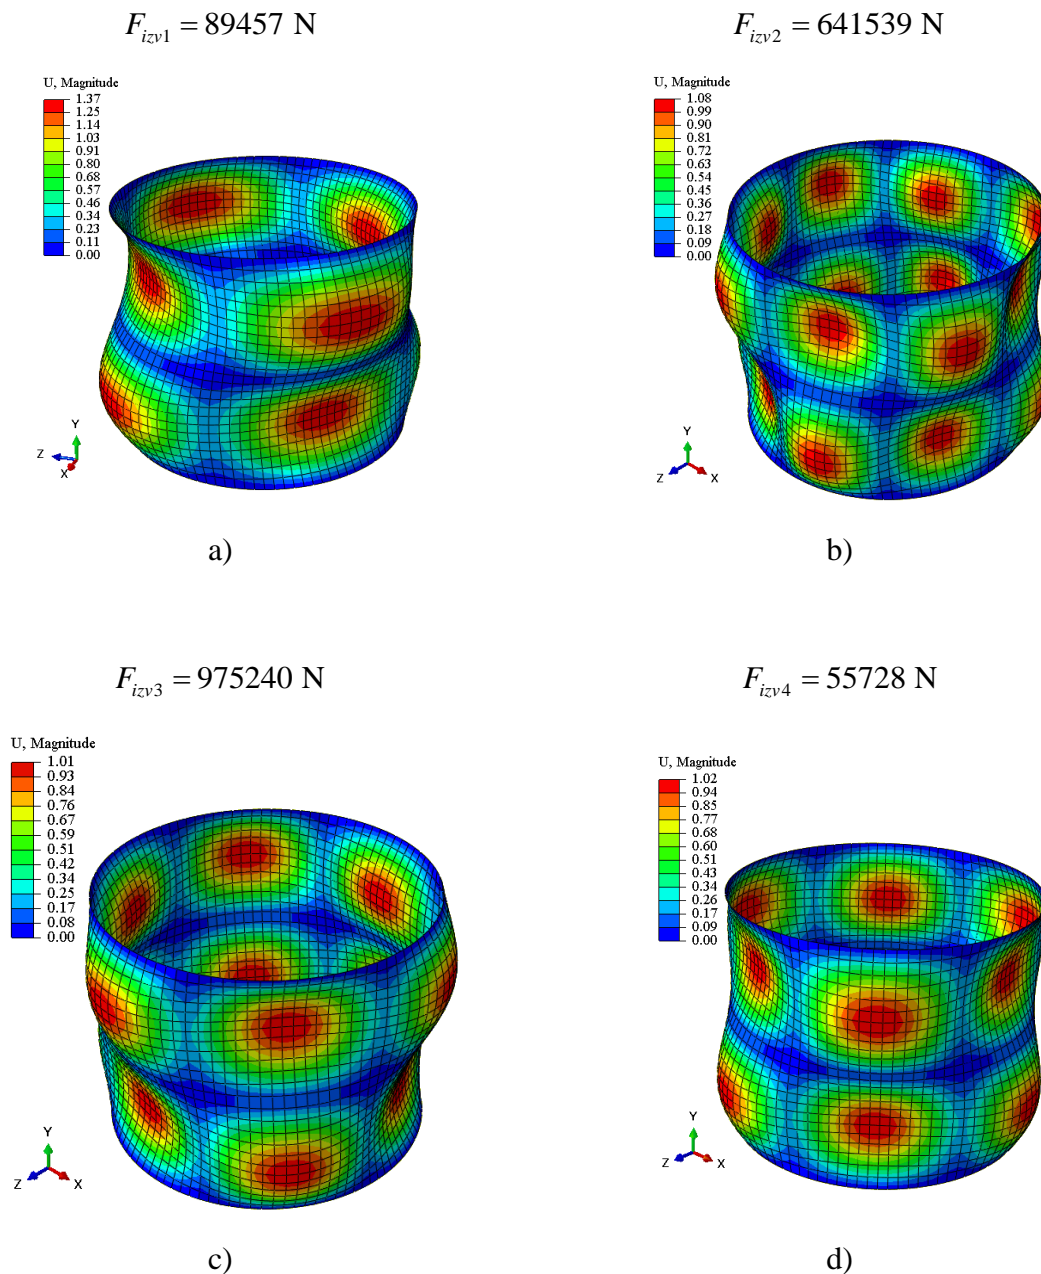 F_izv1 = 89457 N
F_izv2 = 641539 N
U, Magnitude
1.37
1.25
1.14
1.03
0.91
0.80
0.68
0.57
0.46
0.34
0.23
0.11
0.00
Y
Z
X
U, Magnitude
1.08
0.99
0.90
0.81
0.72
0.63
0.54
0.45
0.36
0.27
0.18
0.09
0.00
Y
Z
X
a)
b)
F_izv3 = 975240 N
F_izv4 = 55728 N
U, Magnitude
1.01
0.93
0.84
0.76
0.67
0.59
0.51
0.42
0.34
0.25
0.17
0.08
0.00
Y
Z
X
U, Magnitude
1.02
0.94
0.85
0.77
0.68
0.60
0.51
0.43
0.34
0.26
0.17
0.09
0.00
Y
Z
X
c)
d)